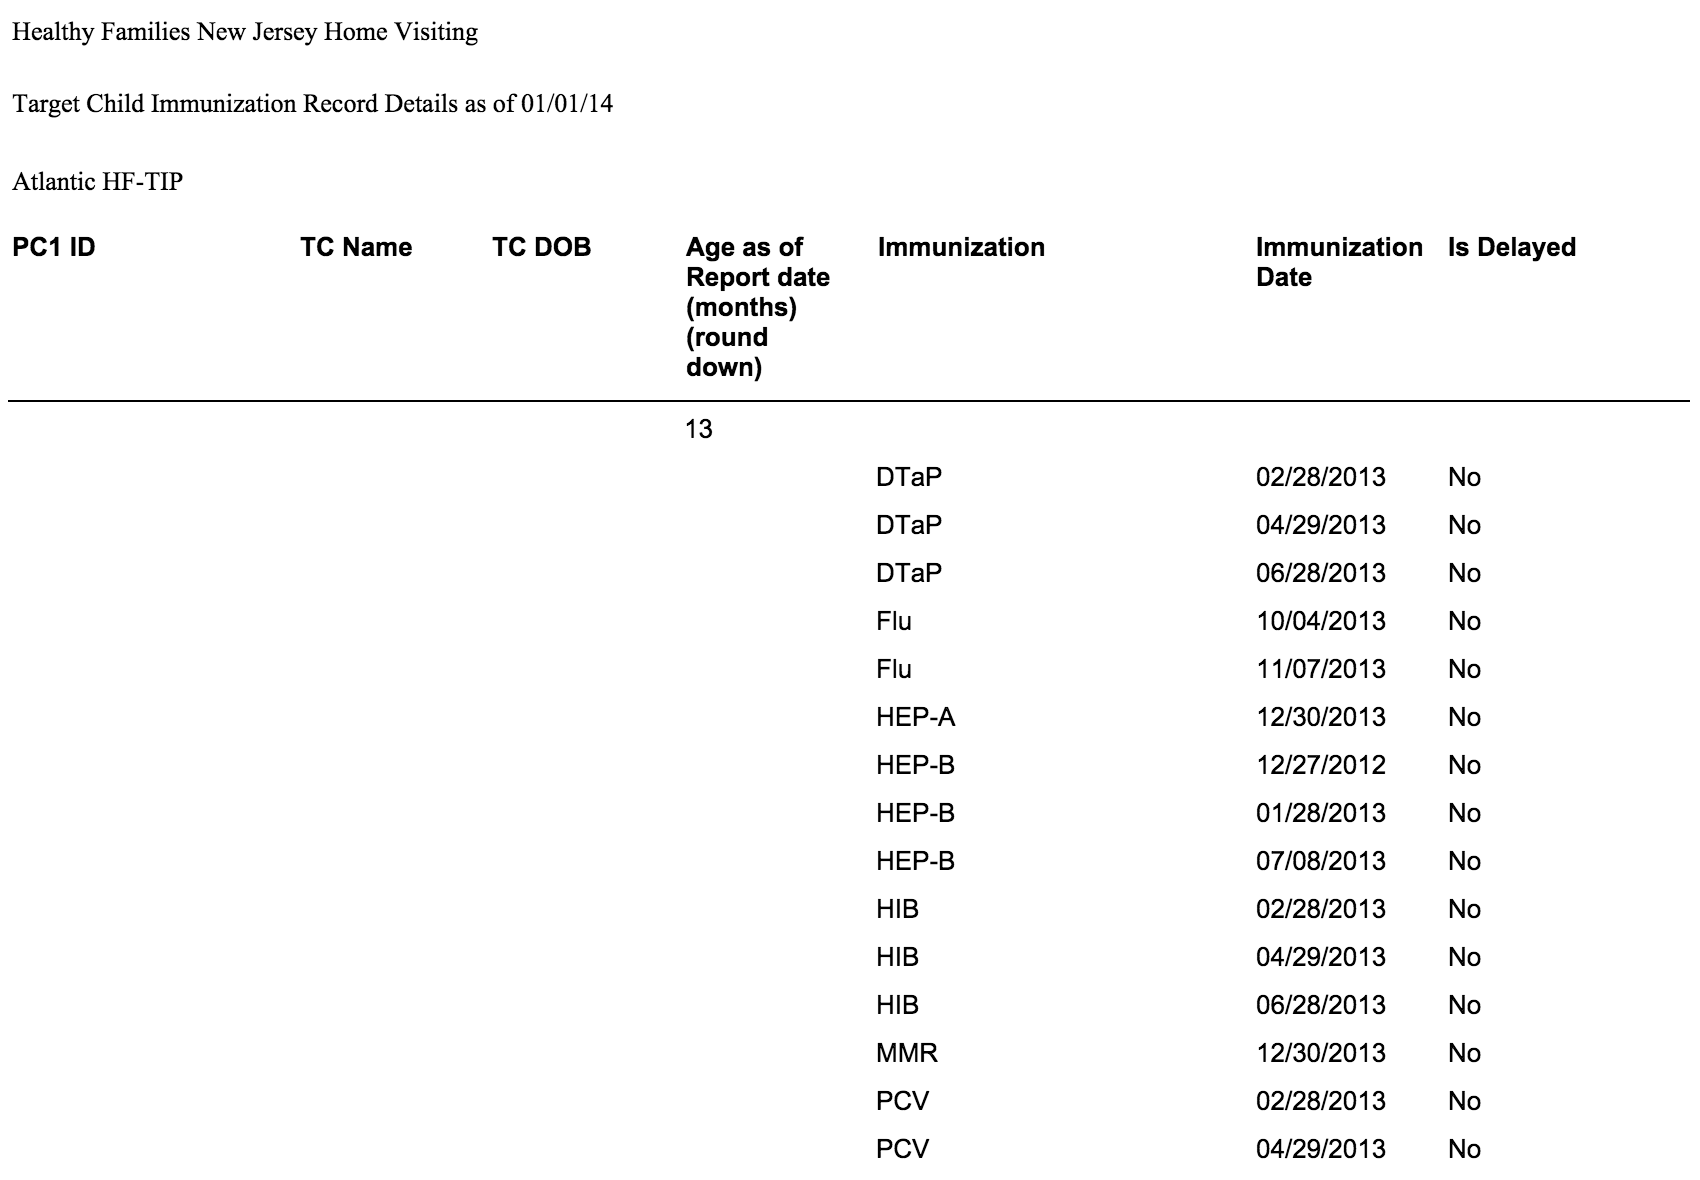 Healthy Families New Jersey Home Visiting
Target Child Immunization Record Details as of 01/01/14
Atlantic HF-TIP
PC1 ID TC Name TC DOB Age as of Report date (months) (round down) Immunization Immunization Date Is Delayed
13
DTaP 02/28/2013 No
DTaP 04/29/2013 No
DTaP 06/28/2013 No
Flu 10/04/2013 No
Flu 11/07/2013 No
HEP-A 12/30/2013 No
HEP-B 12/27/2012 No
HEP-B 01/28/2013 No
HEP-B 07/08/2013 No
HIB 02/28/2013 No
HIB 04/29/2013 No
HIB 06/28/2013 No
MMR 12/30/2013 No
PCV 02/28/2013 No
PCV 04/29/2013 No